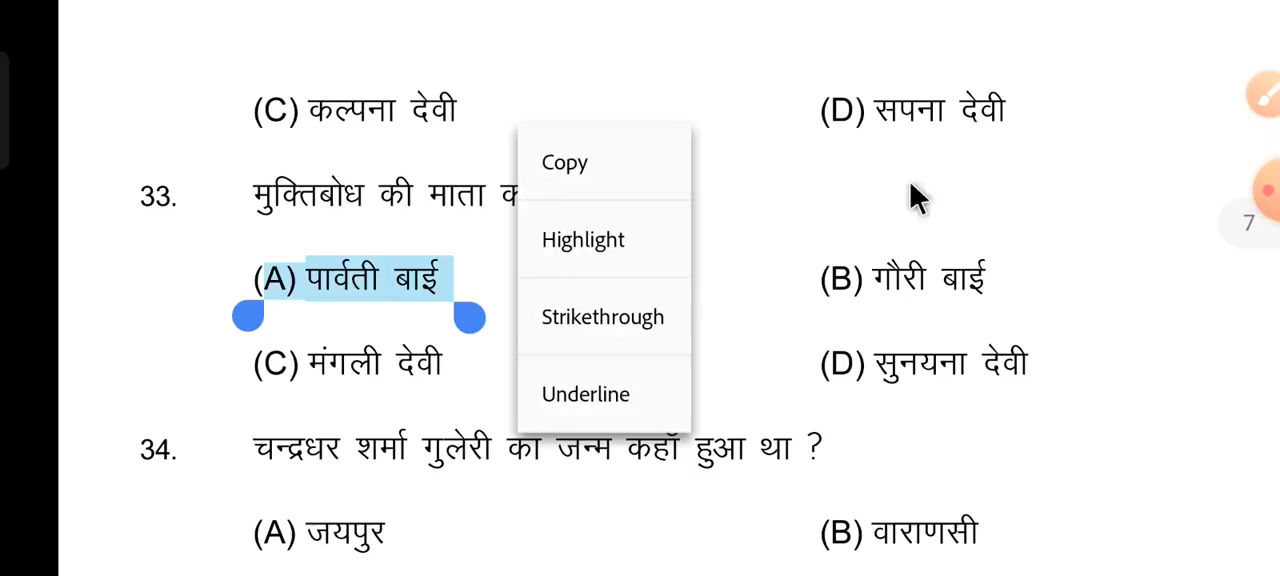 (C) कल्पना देवी (D) सपना देवी
Copy
33. मुक्तिबोध की माता
7
Highlight
(A) पार्वती बाई (B) गौरी बाई
Strikethrough
(C) मंगली देवी (D) सुनयना देवी
Underline
34. चन्द्रधर शर्मा गुलेरी का जन्म कहाँ हुआ था ?
(A) जयपुर (B) वाराणसी